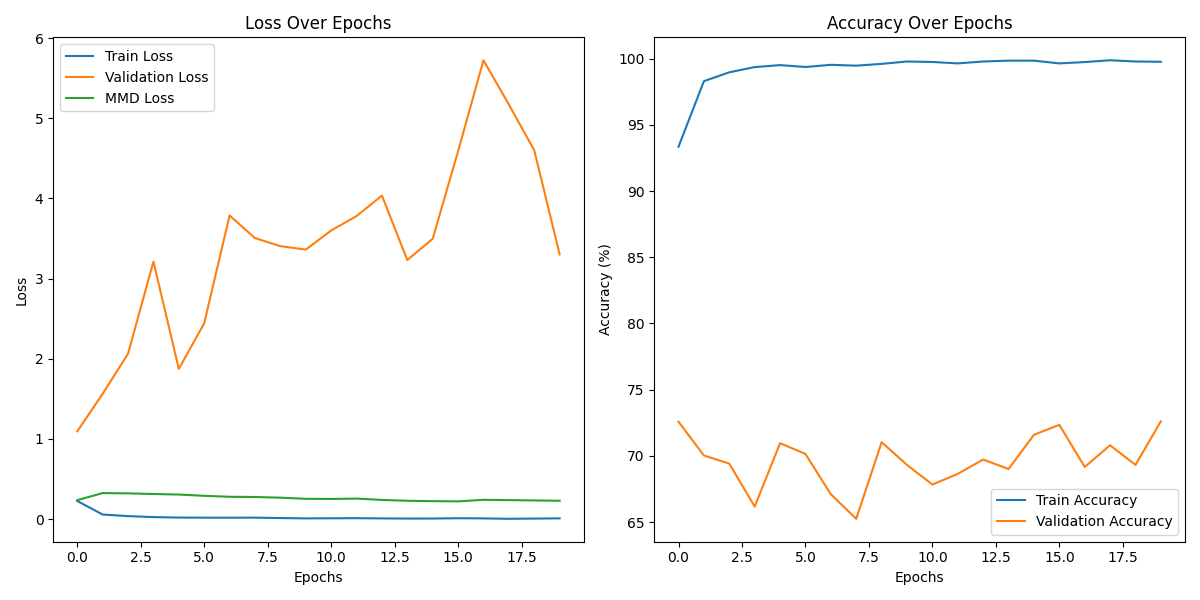 Loss Over Epochs
6
5
4
3
2
1
0
Loss
Train Loss
Validation Loss
MMD Loss
0.0 2.5 5.0 7.5 10.0 12.5 15.0 17.5
Epochs
Accuracy Over Epochs
100
95
90
85
80
75
70
65
Accuracy (%)
Train Accuracy
Validation Accuracy
0.0 2.5 5.0 7.5 10.0 12.5 15.0 17.5
Epochs